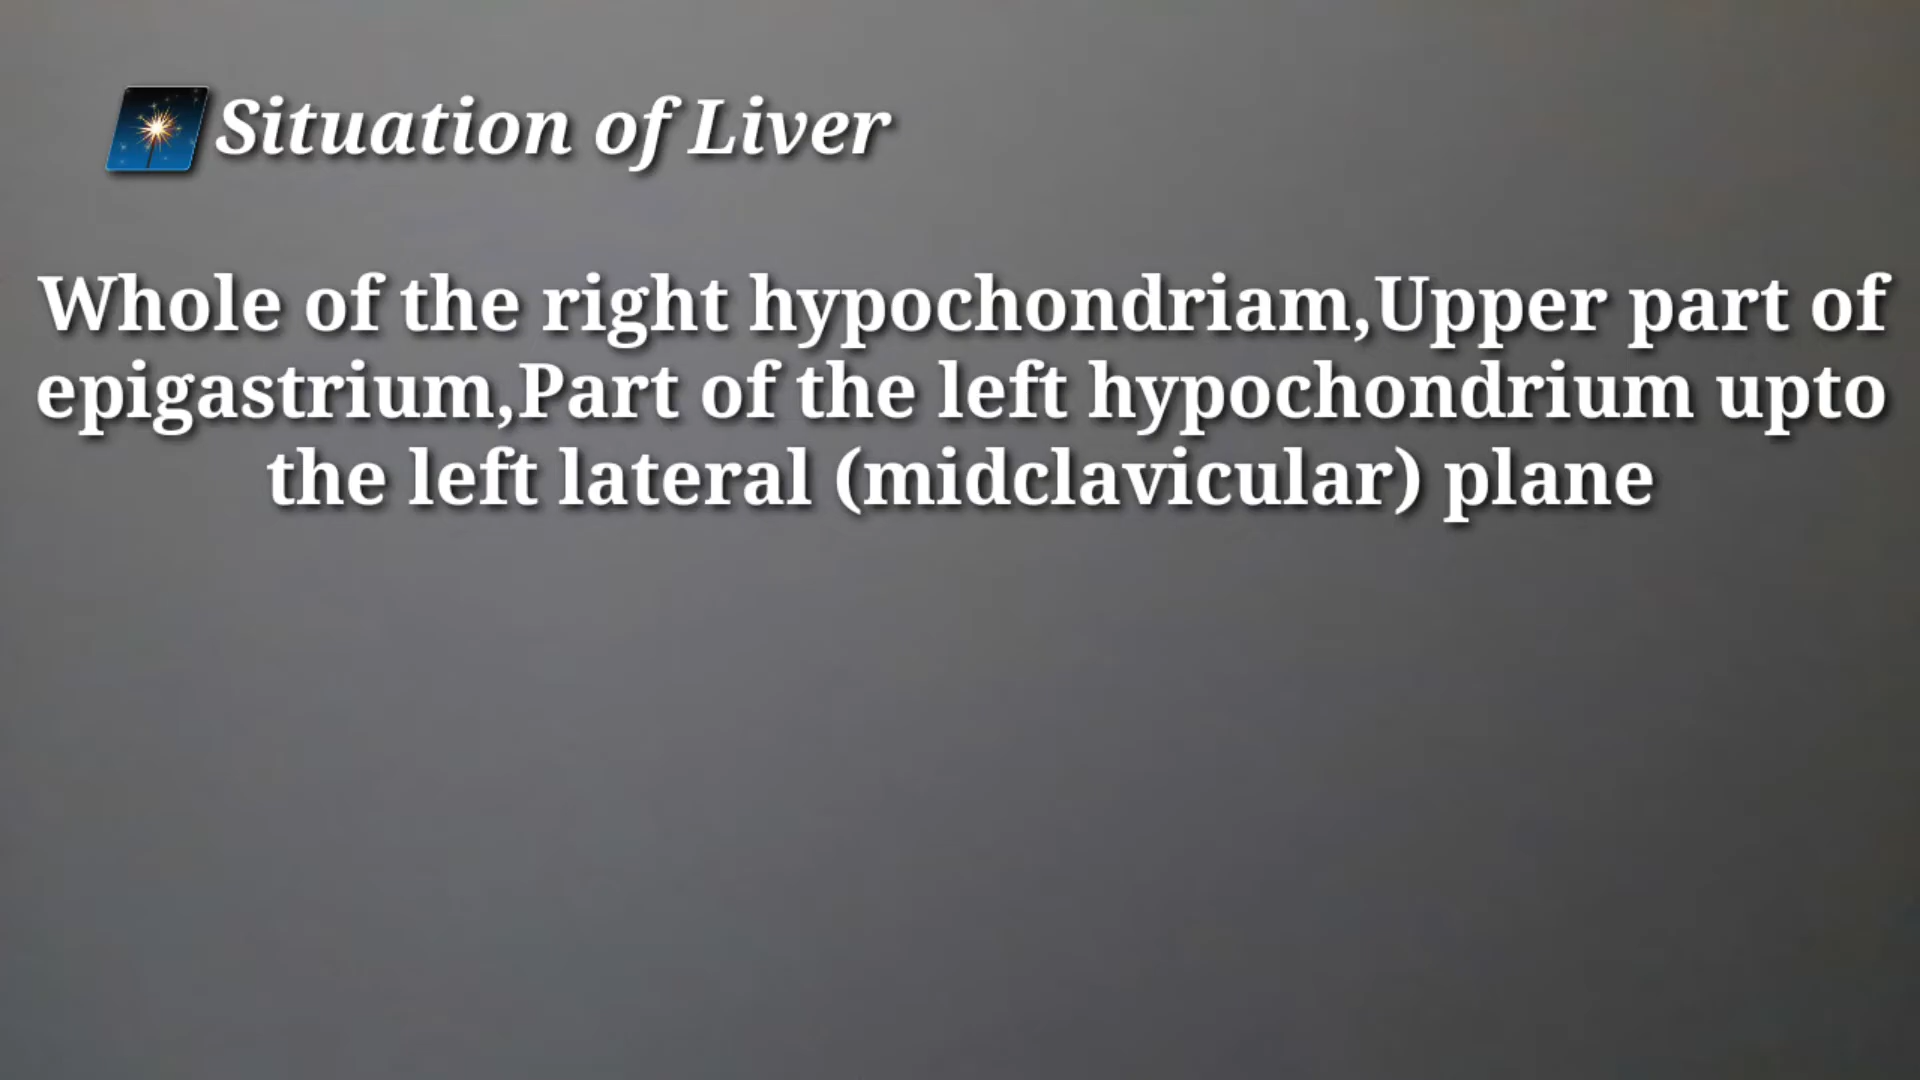 Situation of Liver
Whole of the right hypochondriam,Upper part of
epigastrium,Part of the left hypochondrium upto
the left lateral (midclavicular) plane